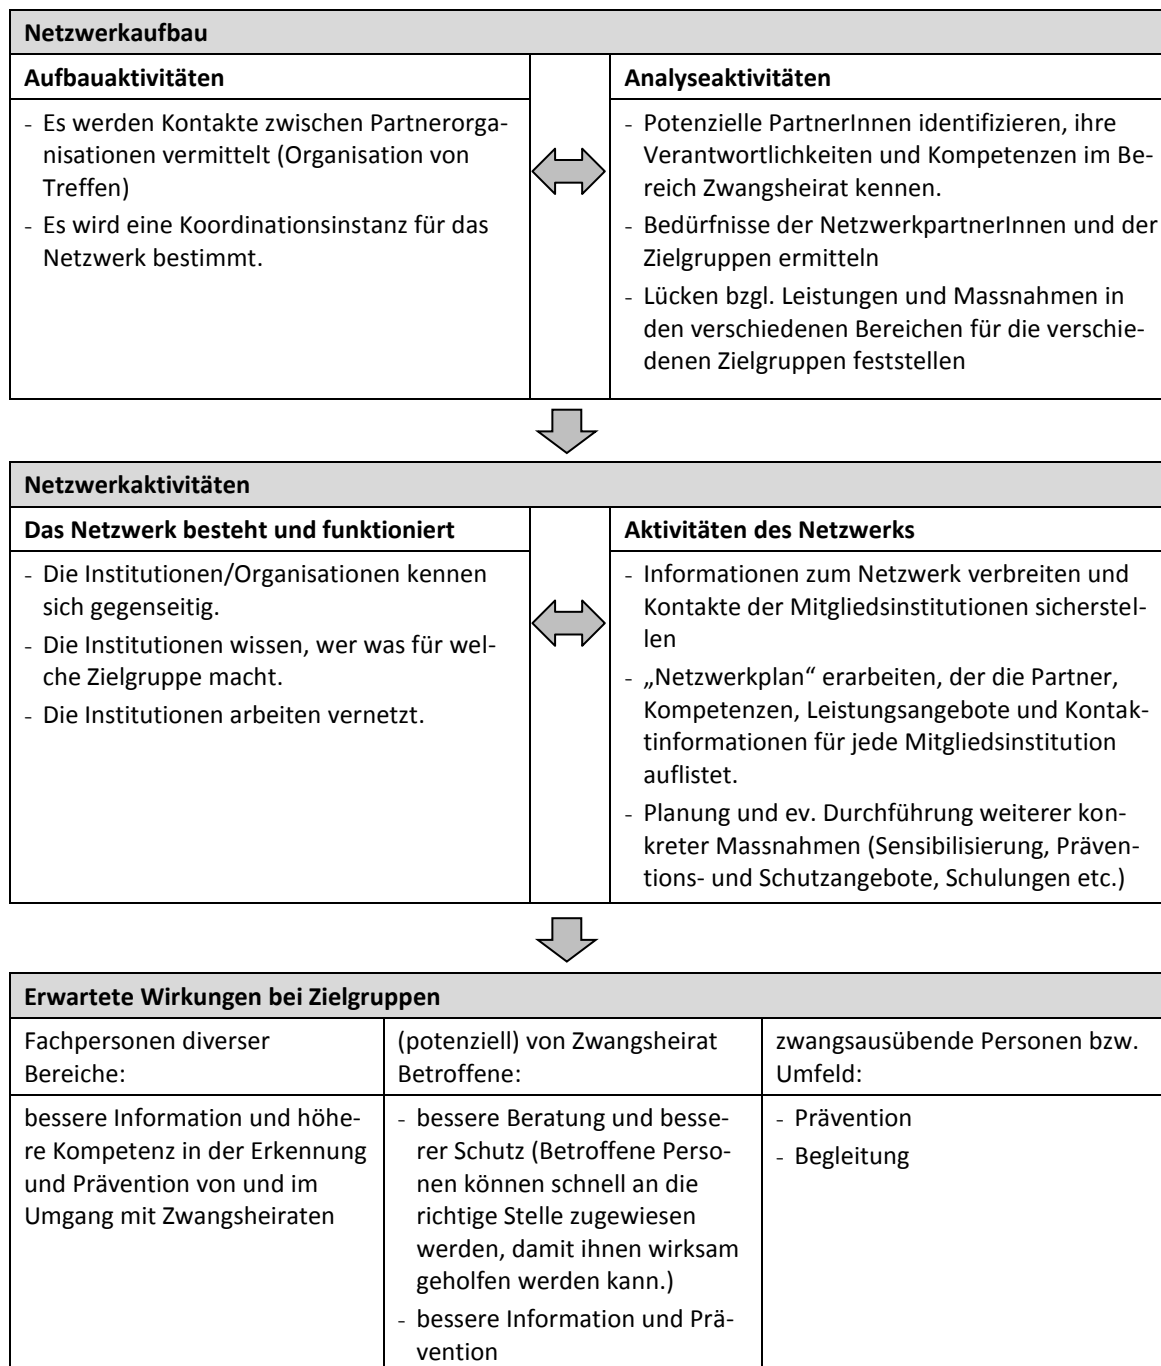 Netzwerkaufbau
Aufbauaktivitäten
- Es werden Kontakte zwischen Partnerorga-
nisationen vermittelt (Organisation von
Treffen)
- Es wird eine Koordinationsinstanz für das
Netzwerk bestimmt.
Analyseaktivitäten
- Potenzielle PartnerInnen identifizieren, ihre
Verantwortlichkeiten und Kompetenzen im Be-
reich Zwangsheirat kennen.
- Bedürfnisse der NetzwerkpartnerInnen und der
Zielgruppen ermitteln
- Lücken bzgl. Leistungen und Massnahmen in
den verschiedenen Bereichen für die verschie-
denen Zielgruppen feststellen
Netzwerkaktivitäten
Das Netzwerk besteht und funktioniert
- Die Institutionen/Organisationen kennen
sich gegenseitig.
- Die Institutionen wissen, wer was für wel-
che Zielgruppe macht.
- Die Institutionen arbeiten vernetzt.
Aktivitäten des Netzwerks
- Informationen zum Netzwerk verbreiten und
Kontakte der Mitgliedsinstitutionen sicherstel-
len
- „Netzwerkplan“ erarbeiten, der die Partner,
Kompetenzen, Leistungsangebote und Kontak-
tinformationen für jede Mitgliedsinstitution
auflistet.
- Planung und ev. Durchführung weiterer kon-
kreter Massnahmen (Sensibilisierung, Präven-
tions- und Schutzangebote, Schulungen etc.)
Erwartete Wirkungen bei Zielgruppen
Fachpersonen diverser
Bereiche:
bessere Information und höhe-
re Kompetenz in der Erkennung
und Prävention von und im
Umgang mit Zwangsheiraten
(potenziell) von Zwangsheirat
Betroffene:
- bessere Beratung und besse-
rer Schutz (Betroffene Perso-
nen können schnell an die
richtige Stelle zugewiesen
werden, damit ihnen wirksam
geholfen werden kann.)
- bessere Information und Prä-
vention
zwangsausübende Personen bzw.
Umfeld:
- Prävention
- Begleitung